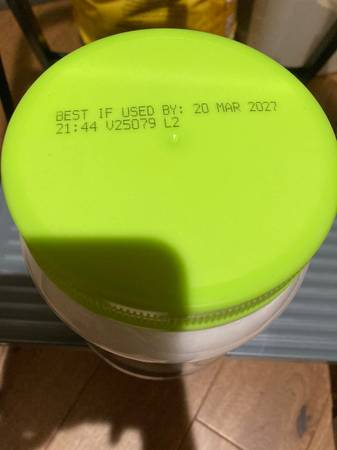 BEST IF USED BY: 20 MAR 2027
21:44 V25079 L2